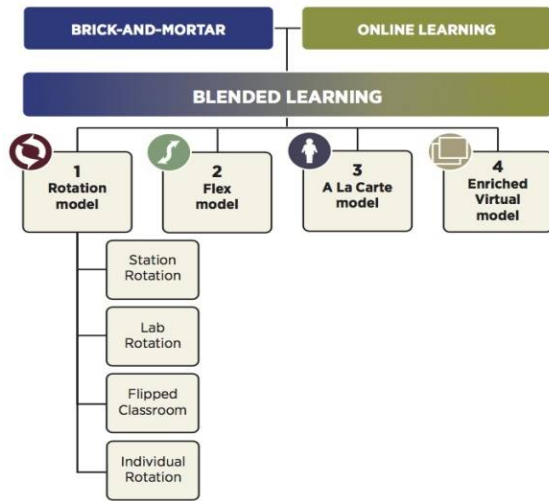 BRICK-AND-MORTAR
ONLINE LEARNING
BLENDED LEARNING
1
Rotation
model
2
Flex
model
3
A La Carte
model
4
Enriched
Virtual
model
Station
Rotation
Lab
Rotation
Flipped
Classroom
Individual
Rotation